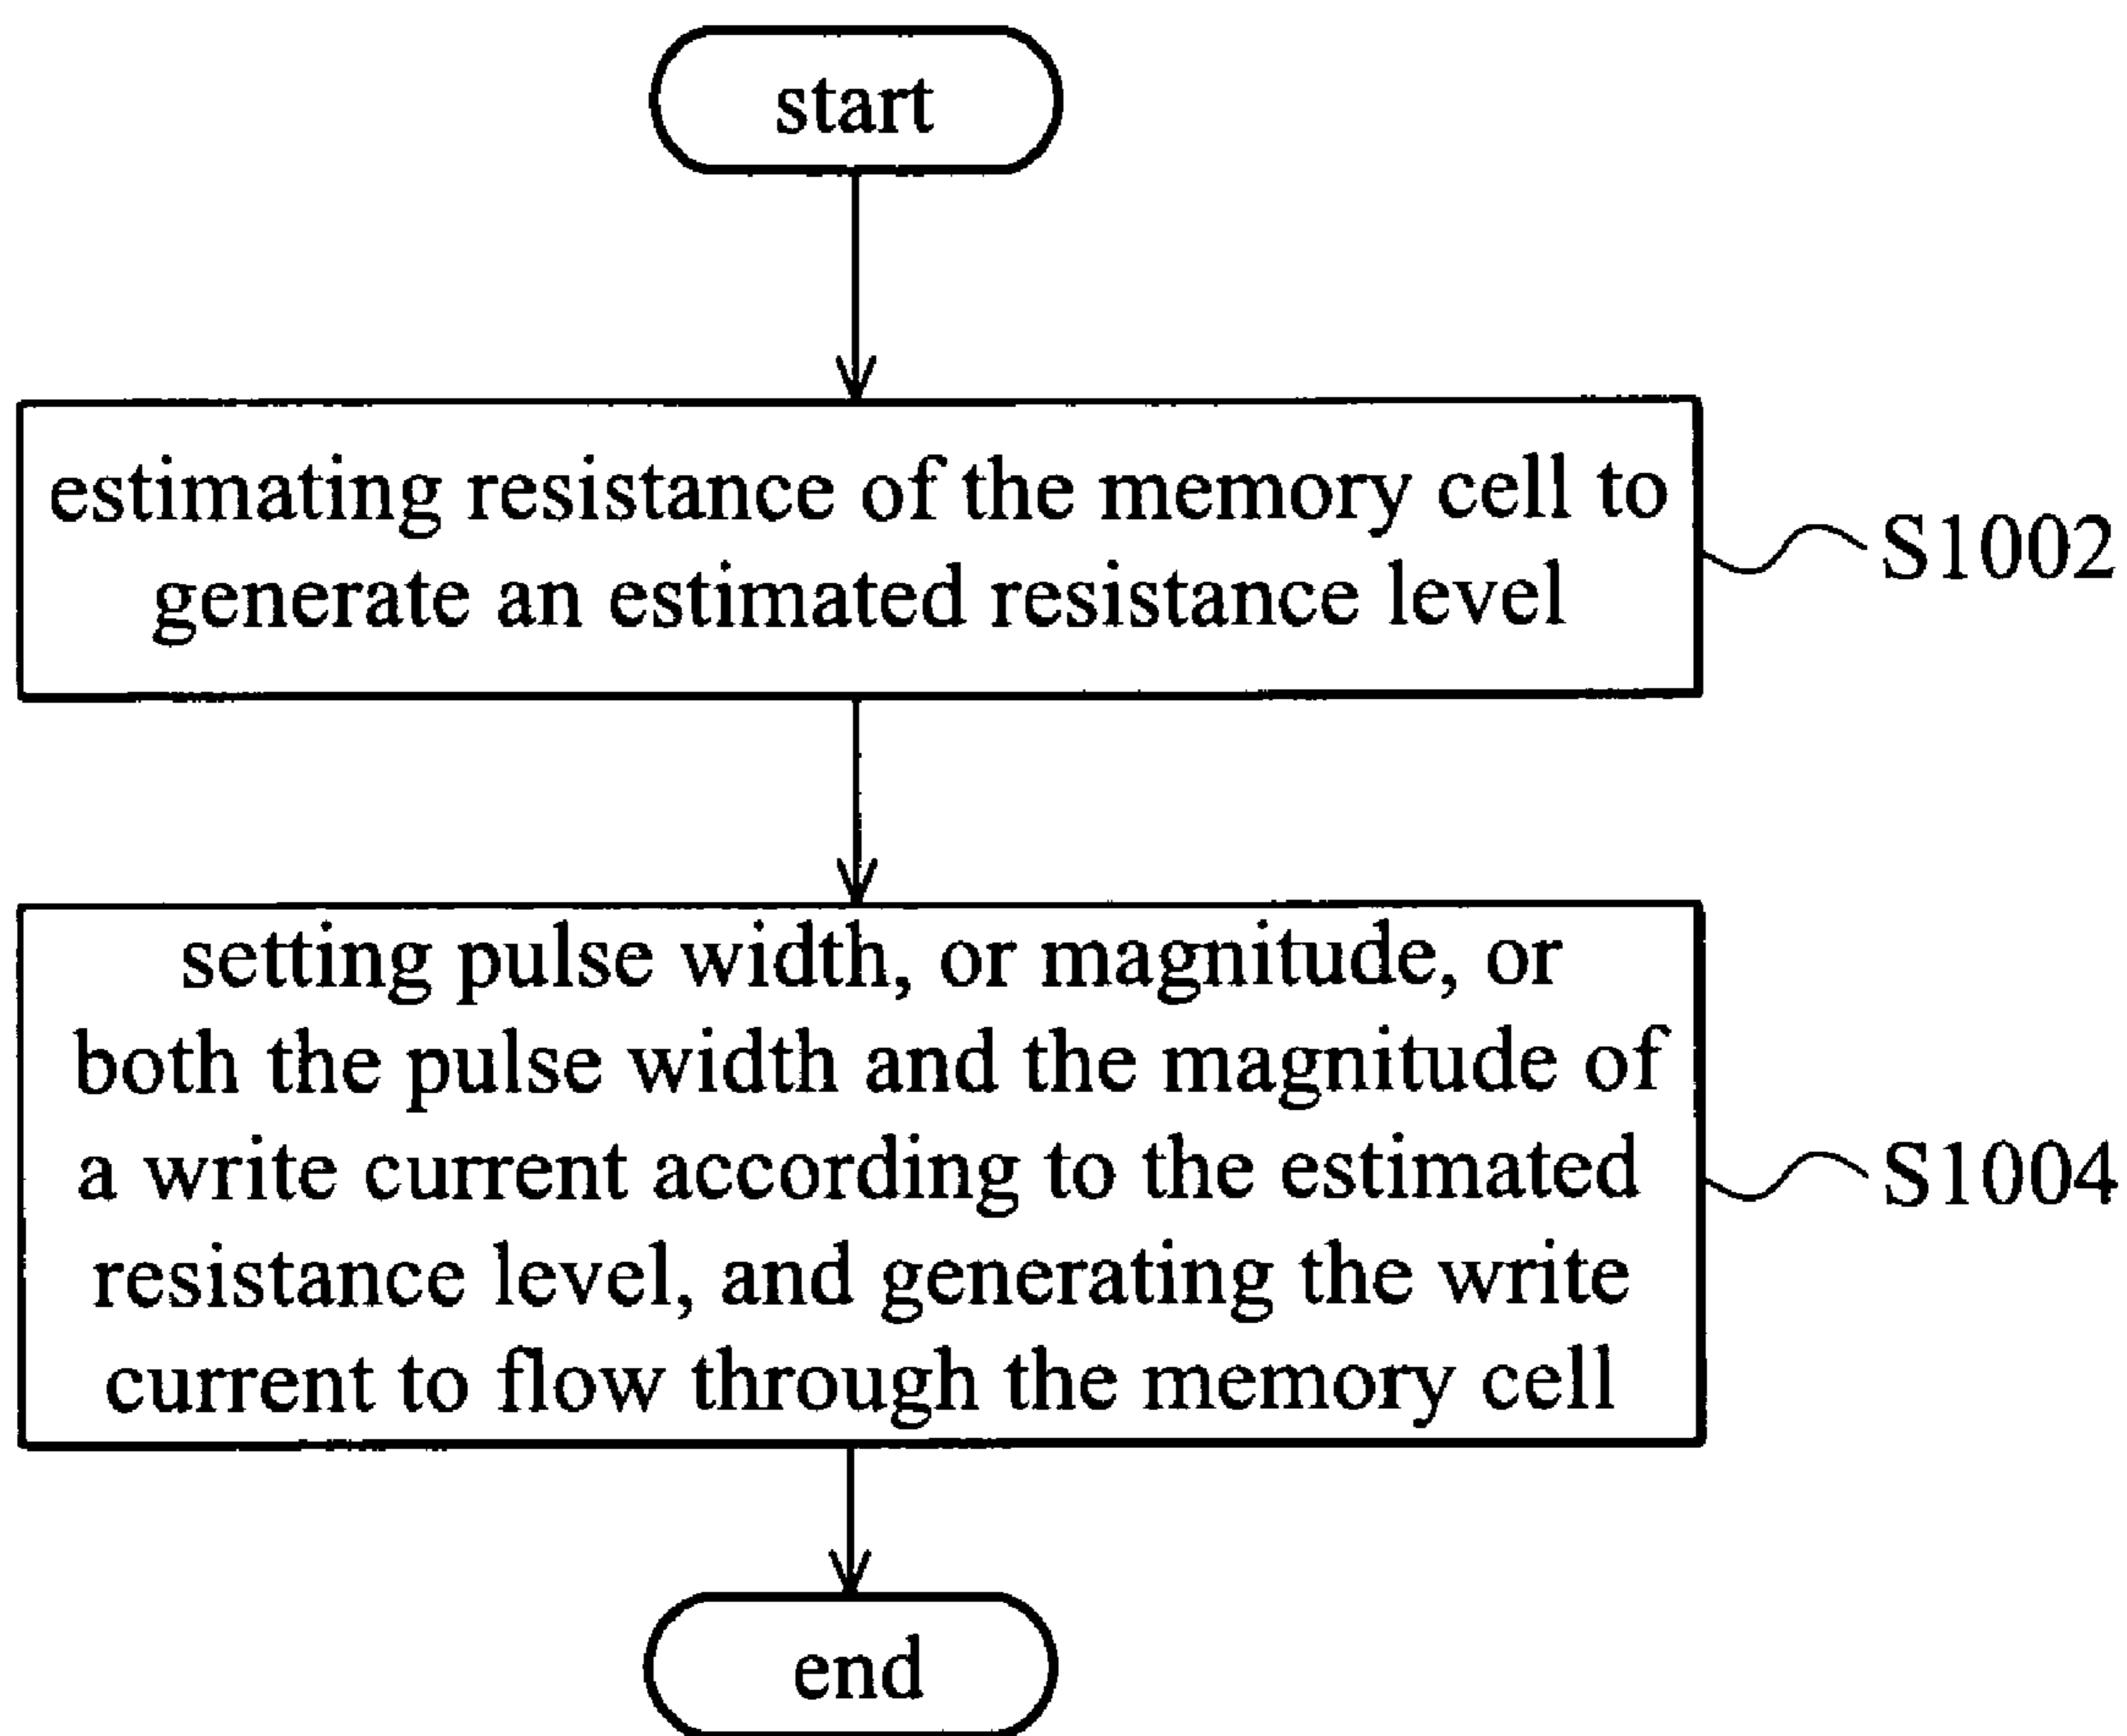 start
estimating resistance of the memory cell to
generate an estimated resistance level
S1002
setting pulse width, or magnitude, or
both the pulse width and the magnitude of
a write current according to the estimated
resistance level, and generating the write
current to flow through the memory cell
S1004
end